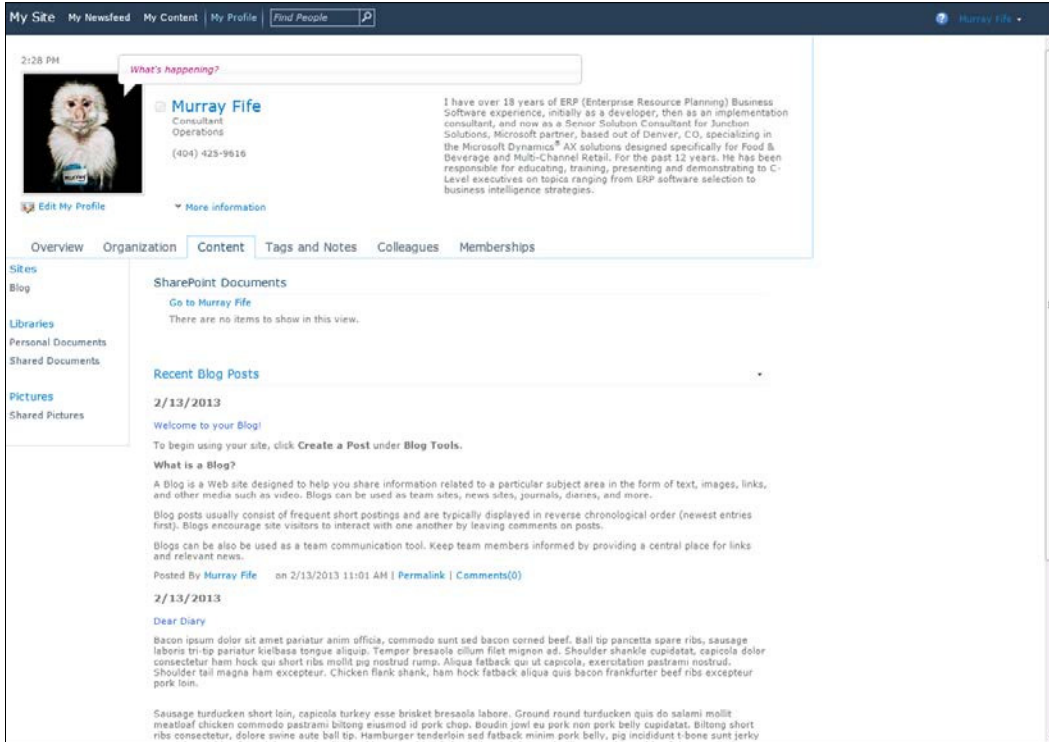 My Site My Newsfeed My Content My Profile Find People Murray Fife
2:28 PM
What's happening?
Murray Fife
Consultant
Operations
(404) 425-9616
I have over 18 years of ERP (Enterprise Resource Planning) Business
Software experience, initially as a developer, then as an implementation
consultant, and now as a Senior Solution Consultant for Junction
Solutions, Microsoft partner, based out of Denver, CO, specializing in
the Microsoft Dynamics® AX solutions designed specifically for Food &
Beverage and Multi-Channel Retail. For the past 12 years. He has been
responsible for educating, training, presenting and demonstrating to C-
Level executives on topics ranging from ERP software selection to
business intelligence strategies.
Murray
Edit My Profile
More information
Overview Organization Content Tags and Notes Colleagues Memberships
Sites
Blog
Libraries
Personal Documents
Shared Documents
Pictures
Shared Pictures
SharePoint Documents
Go to Murray Fife
There are no items to show in this view.
Recent Blog Posts
2/13/2013
Welcome to your Blog!
To begin using your site, click Create a Post under Blog Tools.
What is a Blog?
A Blog is a Web site designed to help you share information related to a particular subject area in the form of text, images, links,
and other media such as video. Blogs can be used as team sites, news sites, journals, diaries, and more.
Blog posts usually consist of frequent short postings and are typically displayed in reverse chronological order (newest entries
first). Blogs encourage site visitors to interact with one another by leaving comments on posts.
Blogs can be also be used as a team communication tool. Keep team members informed by providing a central place for links
and relevant news.
Posted By Murray Fife on 2/13/2013 11:01 AM | Permalink | Comments(0)
2/13/2013
Dear Diary
Bacon ipsum dolor sit amet pariatur anim officia, commodo sunt sed bacon corned beef. Ball tip pancetta spare ribs, sausage
laboris tri-tip pariatur kielbasa tongue aliquip. Tempor bresaola cillum filet mignon ad. Shoulder shankle cupidatat, capicola dolor
consectetur ham hock qui short ribs mollit pig nostrud rump. Aliqua fatback qui ut capicola, exercitation pastrami nostrud.
Shoulder tail magna ham excepteur. Chicken flank shank, ham hock fatback aliqua quis bacon frankfurter beef ribs excepteur
pork loin.
Sausage turducken short loin, capicola turkey esse brisket bresaola labore. Ground round turducken quis do salami mollit
meatloaf chicken commodo pastrami biltong eiusmod id pork chop. Boudin jowl eu pork non pork belly cupidatat. Biltong short
ribs consectetur, dolore swine aute ball tip. Hamburger tenderloin sed fatback minim pork belly, pig incididunt t-bone sunt jerky